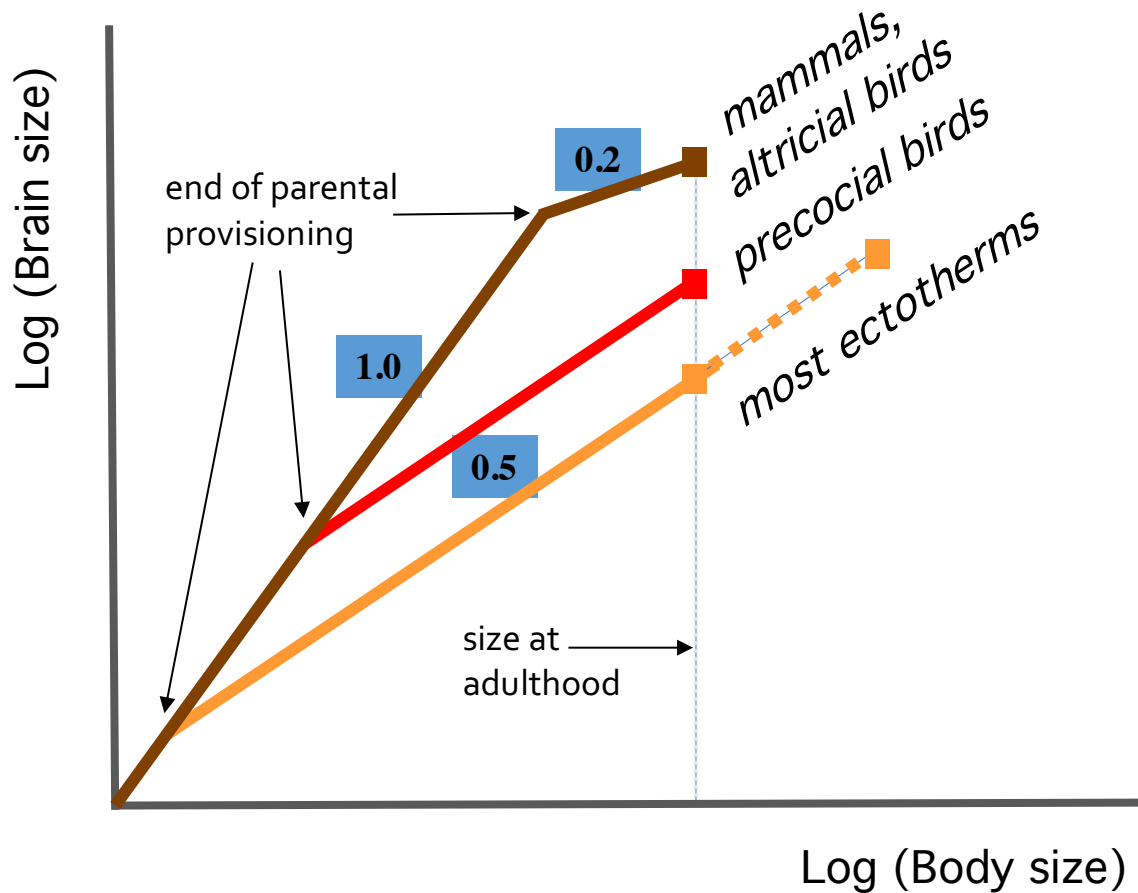 Log (Brain size)
end of parental
provisioning
0.2
1.0
0.5
mammals,
altricial birds
precocial birds
most ectotherms
size at
adulthood
Log (Body size)